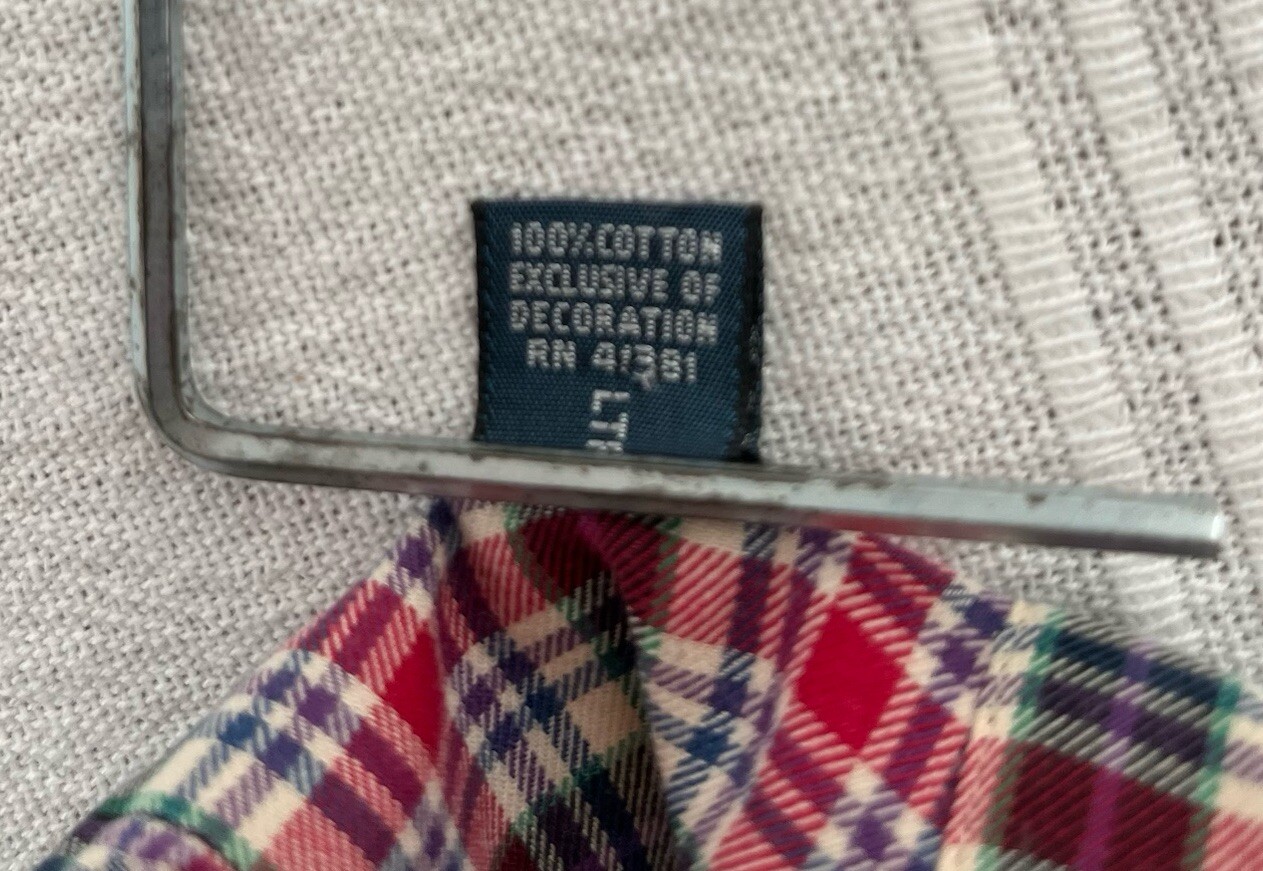 100% COTTON
EXCLUSIVE OF
DECORATION
RN 41381